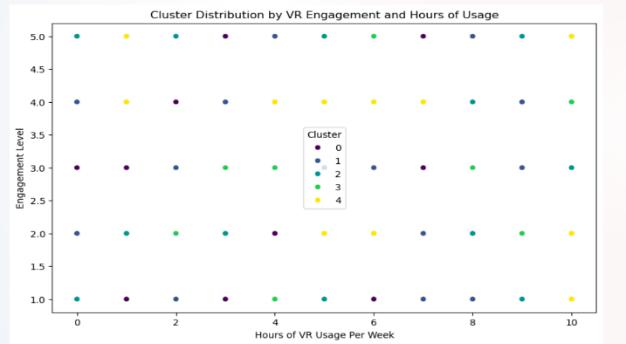 Cluster Distribution by VR Engagement and Hours of Usage
Engagement Level
5.0
4.5
4.0
3.5
3.0
2.5
2.0
1.5
1.0
Cluster
0
1
2
3
4
0 2 4 6 8 10
Hours of VR Usage Per Week